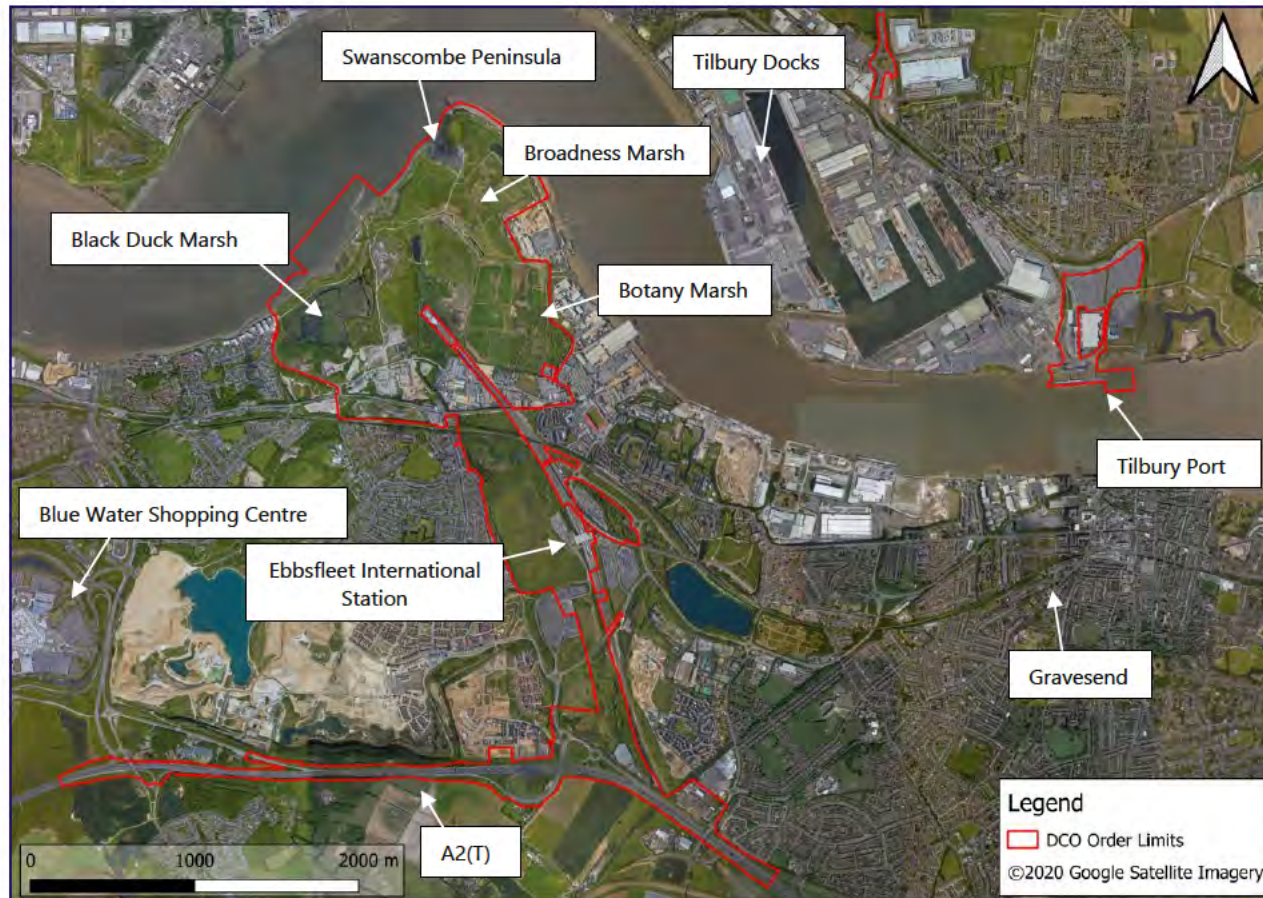 Swanscombe Peninsula
Tilbury Docks
Broadness Marsh
Black Duck Marsh
Botany Marsh
Tilbury Port
Blue Water Shopping Centre
Ebbsfleet International
Station
Gravesend
A2(T)
0 1000 2000 m
Legend
DCO Order Limits
©2020 Google Satellite Imagery